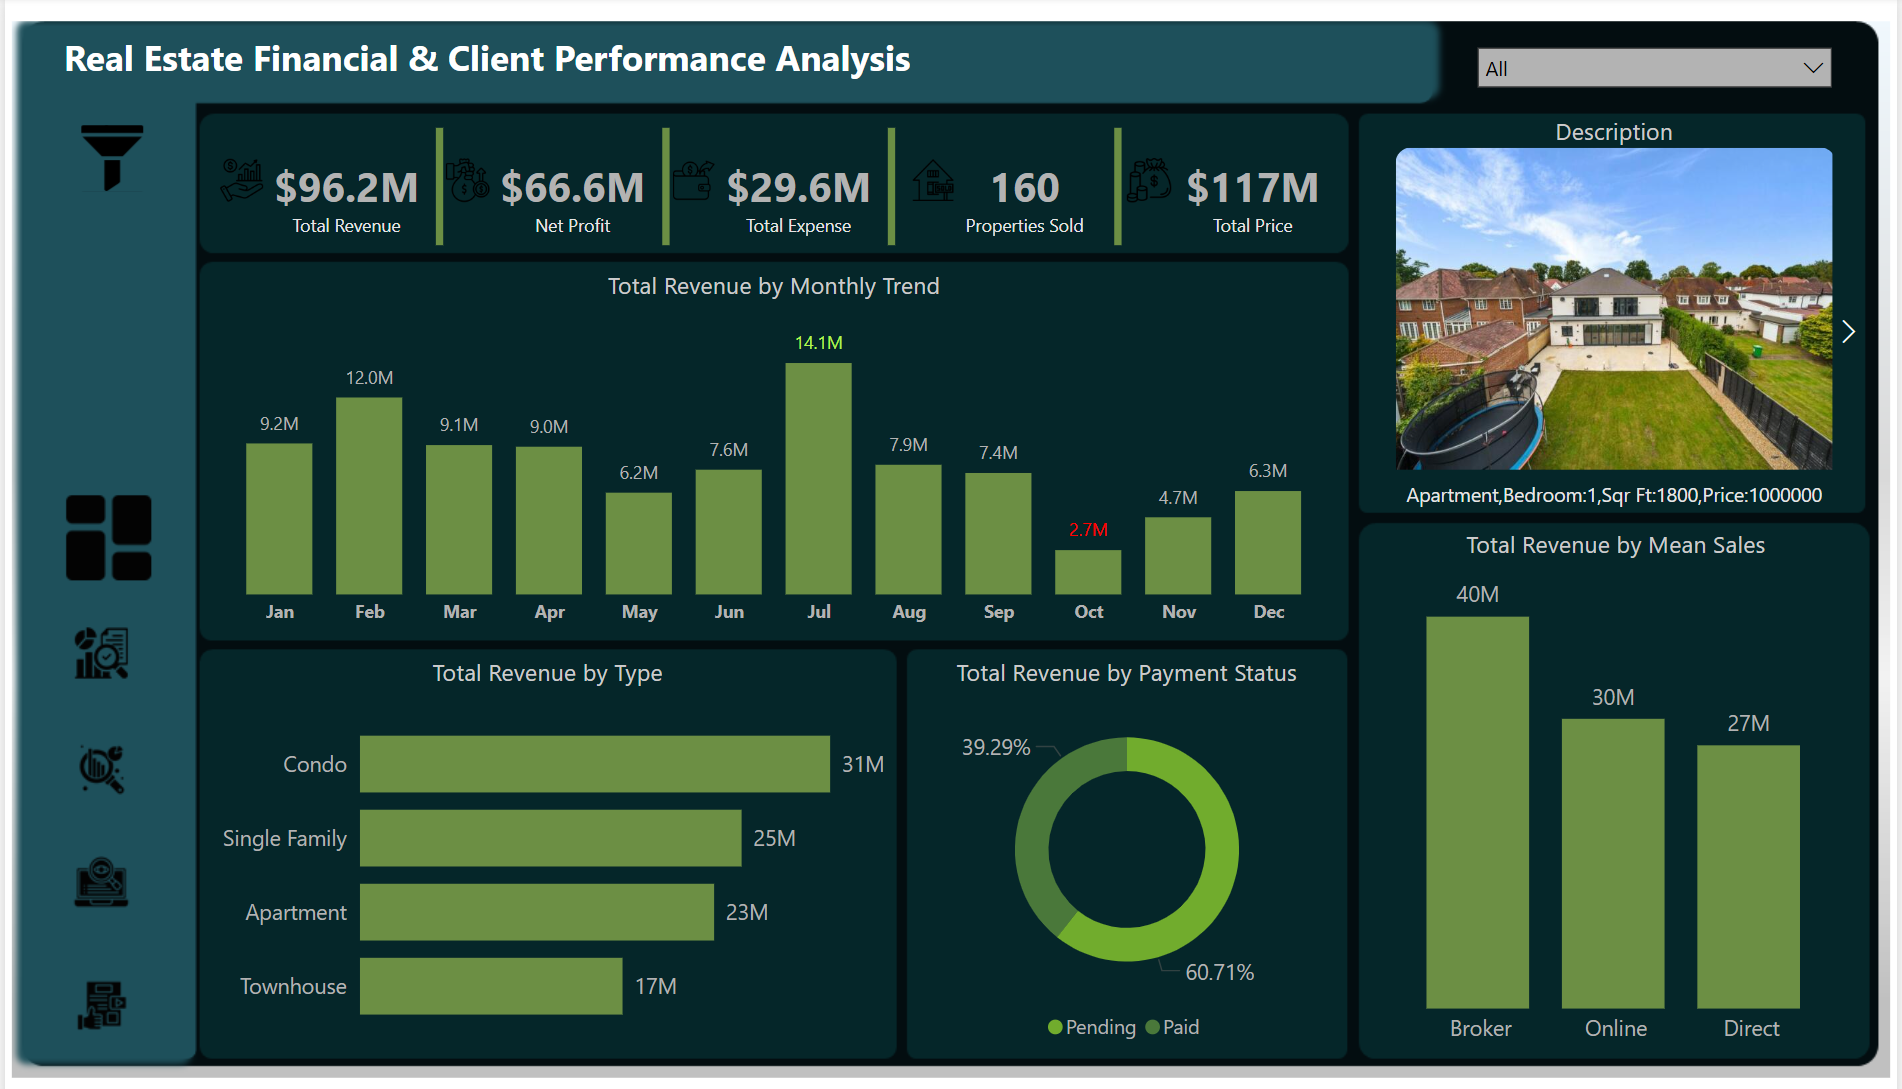 Real Estate Financial & Client Performance Analysis
All
$96.2M
Total Revenue
$66.6M
Net Profit
$29.6M
Total Expense
160
Properties Sold
$117M
Total Price
Description
Apartment,Bedroom:1,Sqr Ft:1800,Price:1000000
Total Revenue by Monthly Trend
9.2M
12.0M
9.1M
9.0M
6.2M
7.6M
14.1M
7.9M
7.4M
2.7M
4.7M
6.3M
Jan Feb Mar Apr May Jun Jul Aug Sep Oct Nov Dec
Total Revenue by Type
Condo 31M
Single Family 25M
Apartment 23M
Townhouse 17M
Total Revenue by Payment Status
39.29%
60.71%
Pending Paid
Total Revenue by Mean Sales
40M
30M
27M
Broker Online Direct